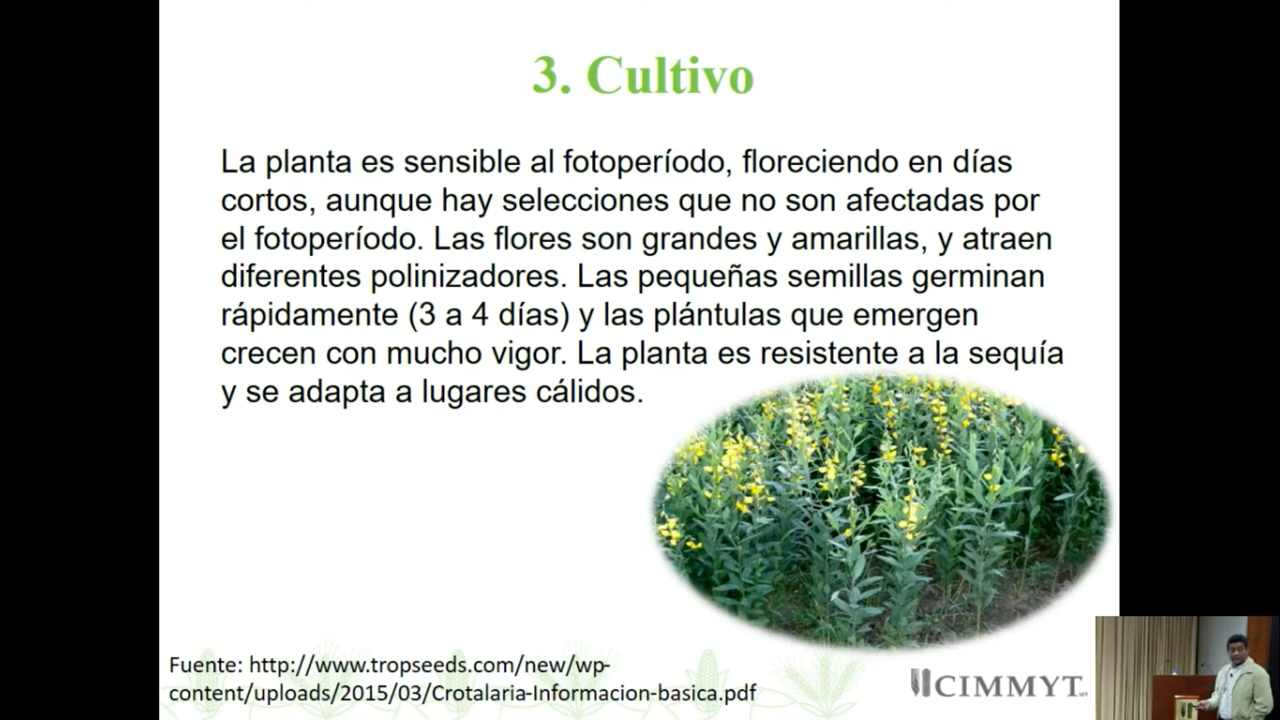 3. Cultivo
La planta es sensible al fotoperíodo, floreciendo en días
cortos, aunque hay selecciones que no son afectadas por
el fotoperíodo. Las flores son grandes y amarillas, y atraen
diferentes polinizadores. Las pequeñas semillas germinan
rápidamente (3 a 4 días) y las plántulas que emergen
crecen con mucho vigor. La planta es resistente a la sequía
y se adapta a lugares cálidos.
Fuente: http://www.tropseeds.com/new/wp-
content/uploads/2015/03/Crotalaria-Informacion-basica.pdf
CIMMYT